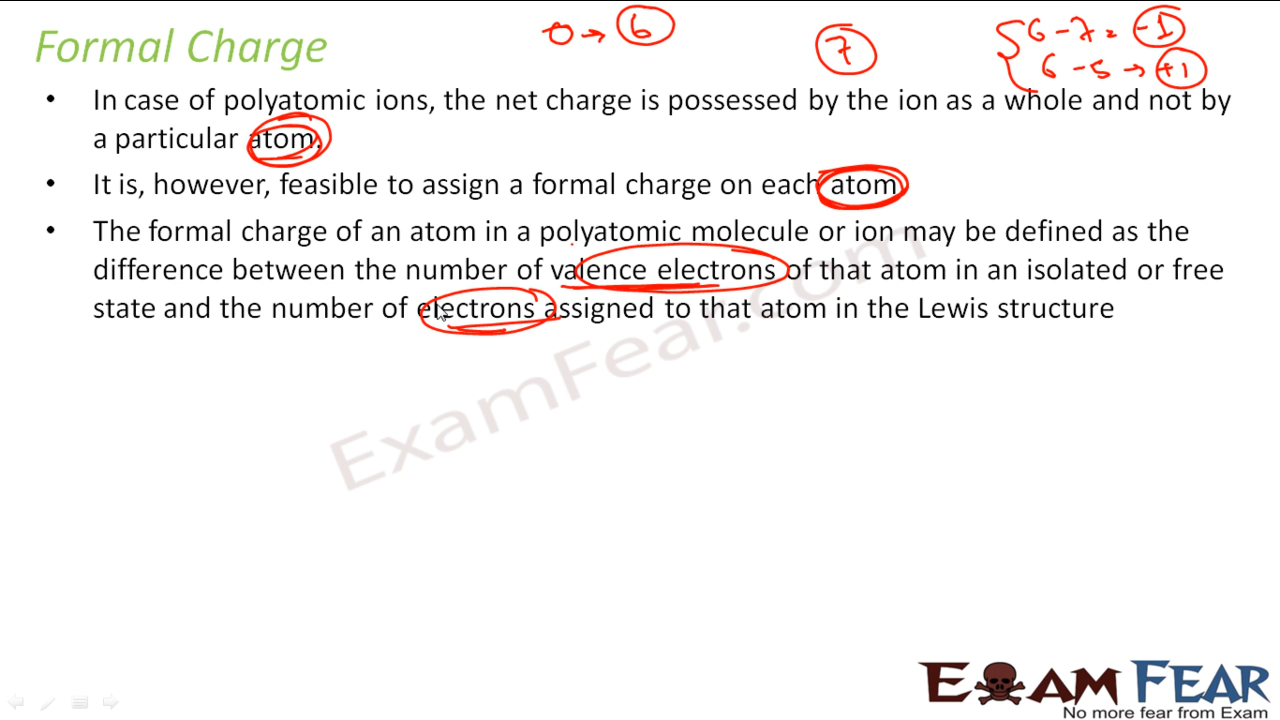 Formal Charge
O → 6
7
6 - 7 = -1
6 - 5 → +1
• In case of polyatomic ions, the net charge is possessed by the ion as a whole and not by
a particular atom.
• It is, however, feasible to assign a formal charge on each atom
• The formal charge of an atom in a polyatomic molecule or ion may be defined as the
difference between the number of valence electrons of that atom in an isolated or free
state and the number of electrons assigned to that atom in the Lewis structure
ExamFear.com
EXAM FEAR
No more fear from Exam